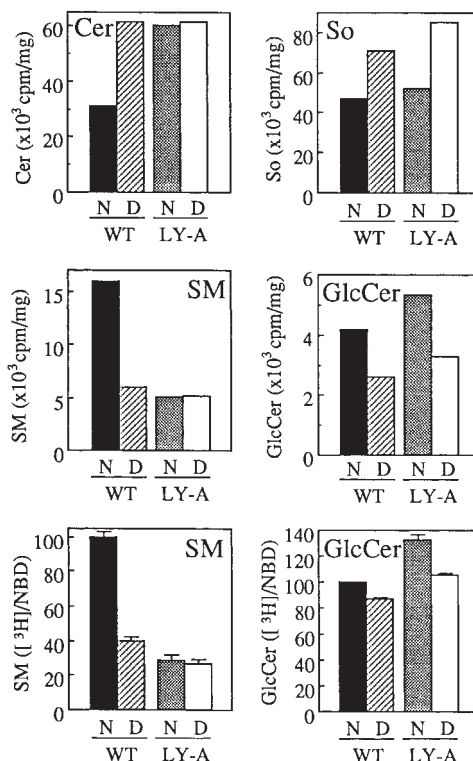 Cer
Cer (x10³ cpm/mg)
60
40
20
0
N D N D
WT LY-A
So
So (x10³ cpm/mg)
80
60
40
20
0
N D N D
WT LY-A
SM
SM (x10³ cpm/mg)
15
10
5
0
N D N D
WT LY-A
GlcCer
GlcCer (x10³ cpm/mg)
6
4
2
0
N D N D
WT LY-A
SM
SM ([³H]/NBD)
100
80
60
40
20
0
N D N D
WT LY-A
GlcCer
GlcCer ([³H]/NBD)
140
120
100
80
60
40
20
0
N D N D
WT LY-A